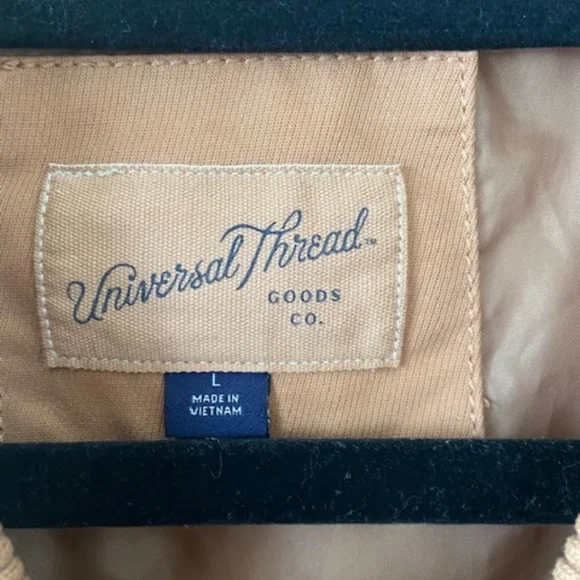 Universal Thread™
GOODS
CO.
L
MADE IN
VIETNAM